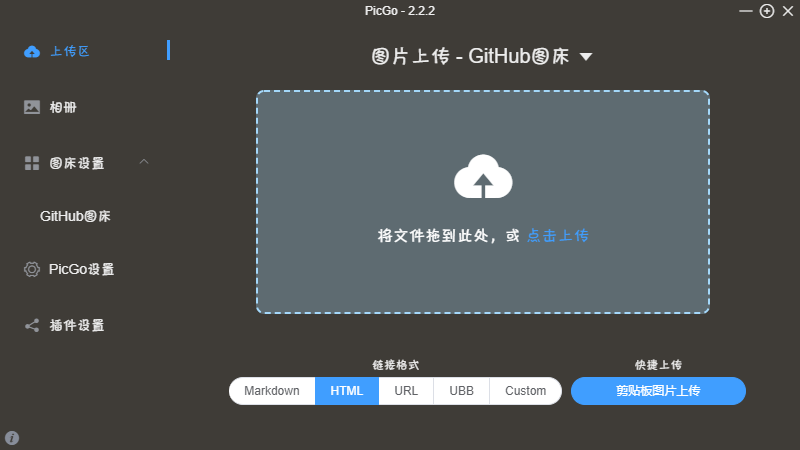 PicGo - 2.2.2
上传区
相册
图床设置
GitHub图床
PicGo设置
插件设置
图片上传 - GitHub图床
将文件拖到此处，或 点击上传
链接格式
Markdown HTML URL UBB Custom
快捷上传
剪贴板图片上传